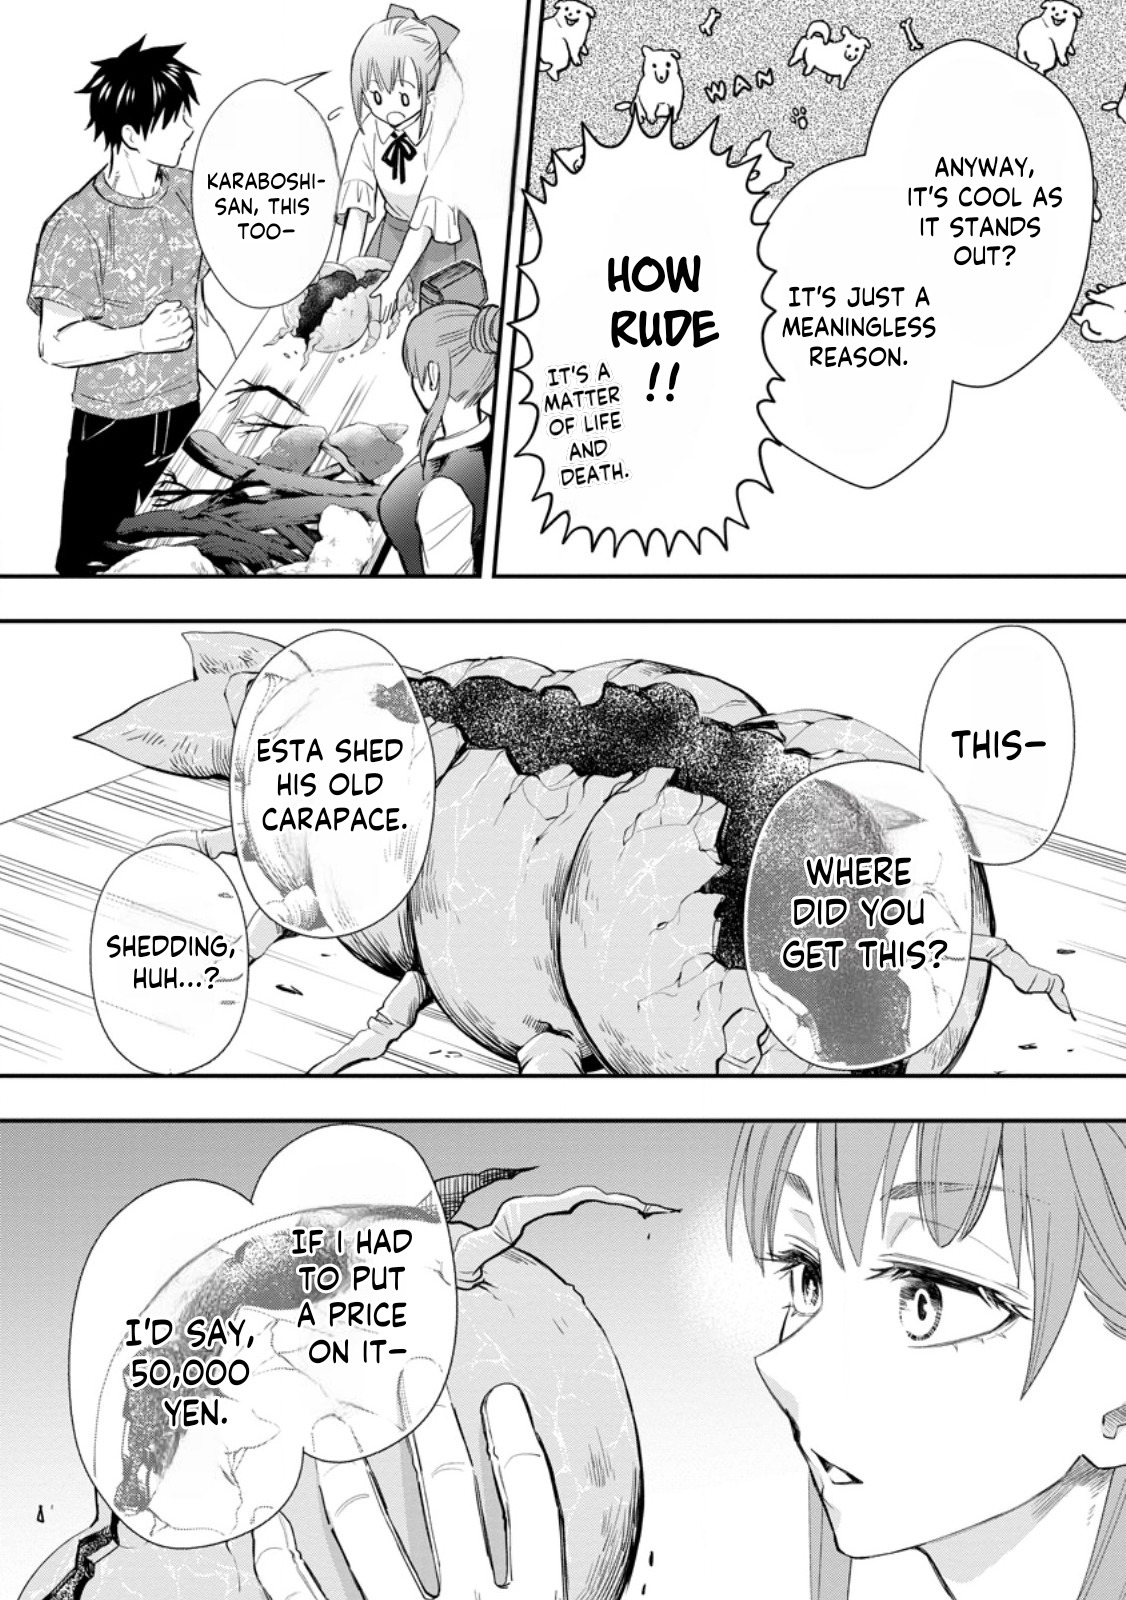 ANYWAY,
IT'S COOL AS
IT STANDS
OUT?
IT'S JUST A
MEANINGLESS
REASON.
WAN
HOW
RUDE
!!
IT'S A
MATTER
OF LIFE
AND
DEATH.
KARABOSHI-
SAN, THIS
TOO-
THIS-
WHERE
DID YOU
GET THIS?
ESTA SHED
HIS OLD
CARAPACE.
SHEDDING,
HUH...?
IF I HAD
TO PUT
A PRICE
ON IT-
I'D SAY,
50,000
YEN.